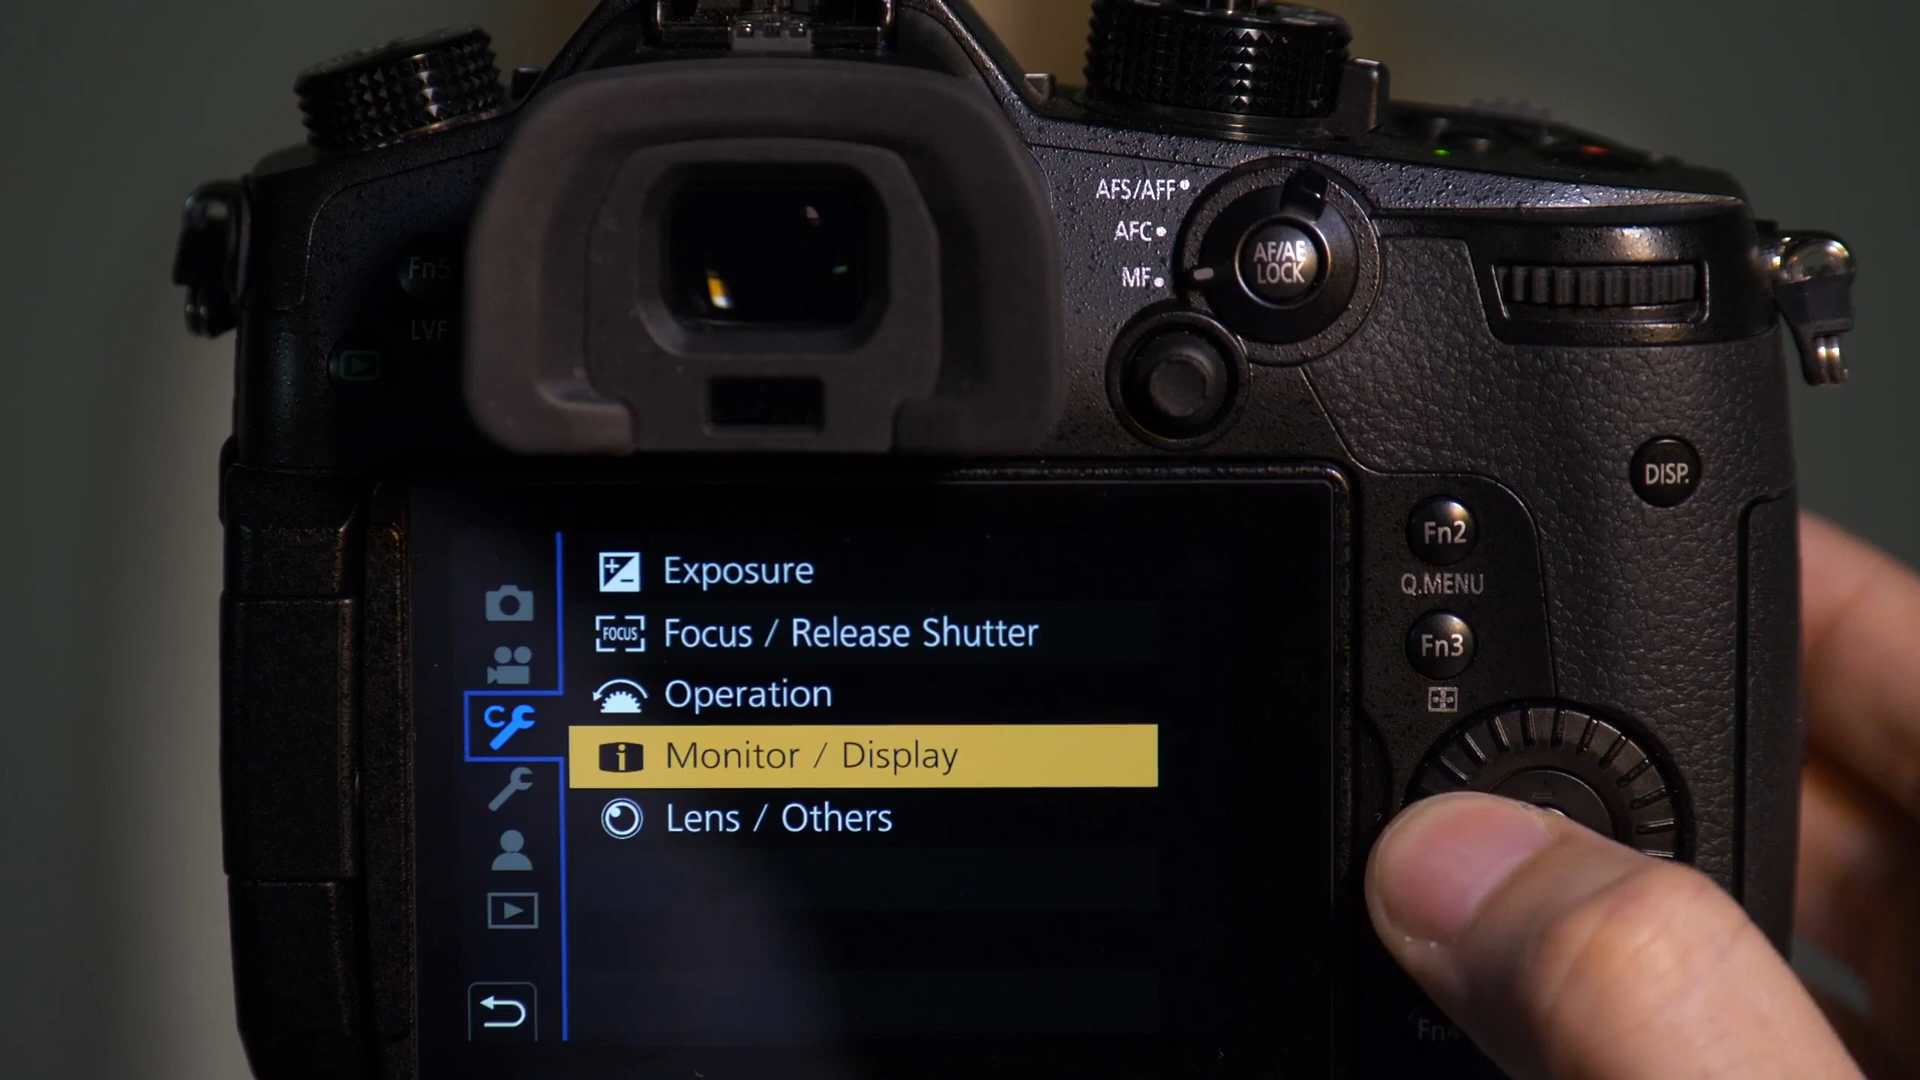 AFS/AFF
AFC
MF
AF/AE
LOCK
Fn5
LVF
DISP.
Fn2
Q.MENU
Fn3
Exposure
FOCUS
Focus / Release Shutter
Operation
C
Monitor / Display
Lens / Others